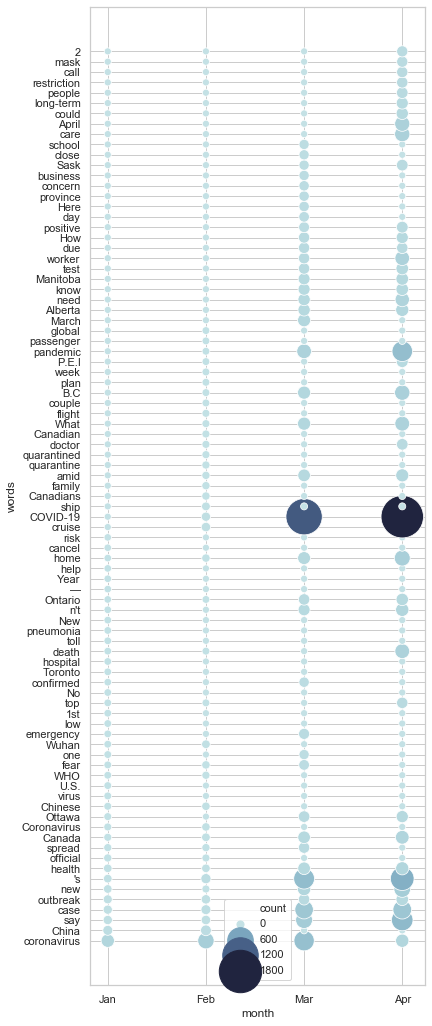 2
mask
call
restriction
people
long-term
could
April
care
school
close
Sask
business
concern
province
Here
day
positive
How
due
worker
test
Manitoba
know
need
Alberta
March
global
passenger
pandemic
P.E.I
week
plan
B.C
couple
flight
What
Canadian
doctor
quarantined
quarantine
amid
family
Canadians
ship
COVID-19
cruise
risk
cancel
home
help
Year
—
Ontario
n't
New
pneumonia
toll
death
hospital
Toronto
confirmed
No
top
1st
low
emergency
Wuhan
one
fear
WHO
U.S.
virus
Chinese
Ottawa
Coronavirus
Canada
spread
official
health
's
new
outbreak
case
say
China
coronavirus
words
count
0
600
1200
1800
Jan Feb Mar Apr
month